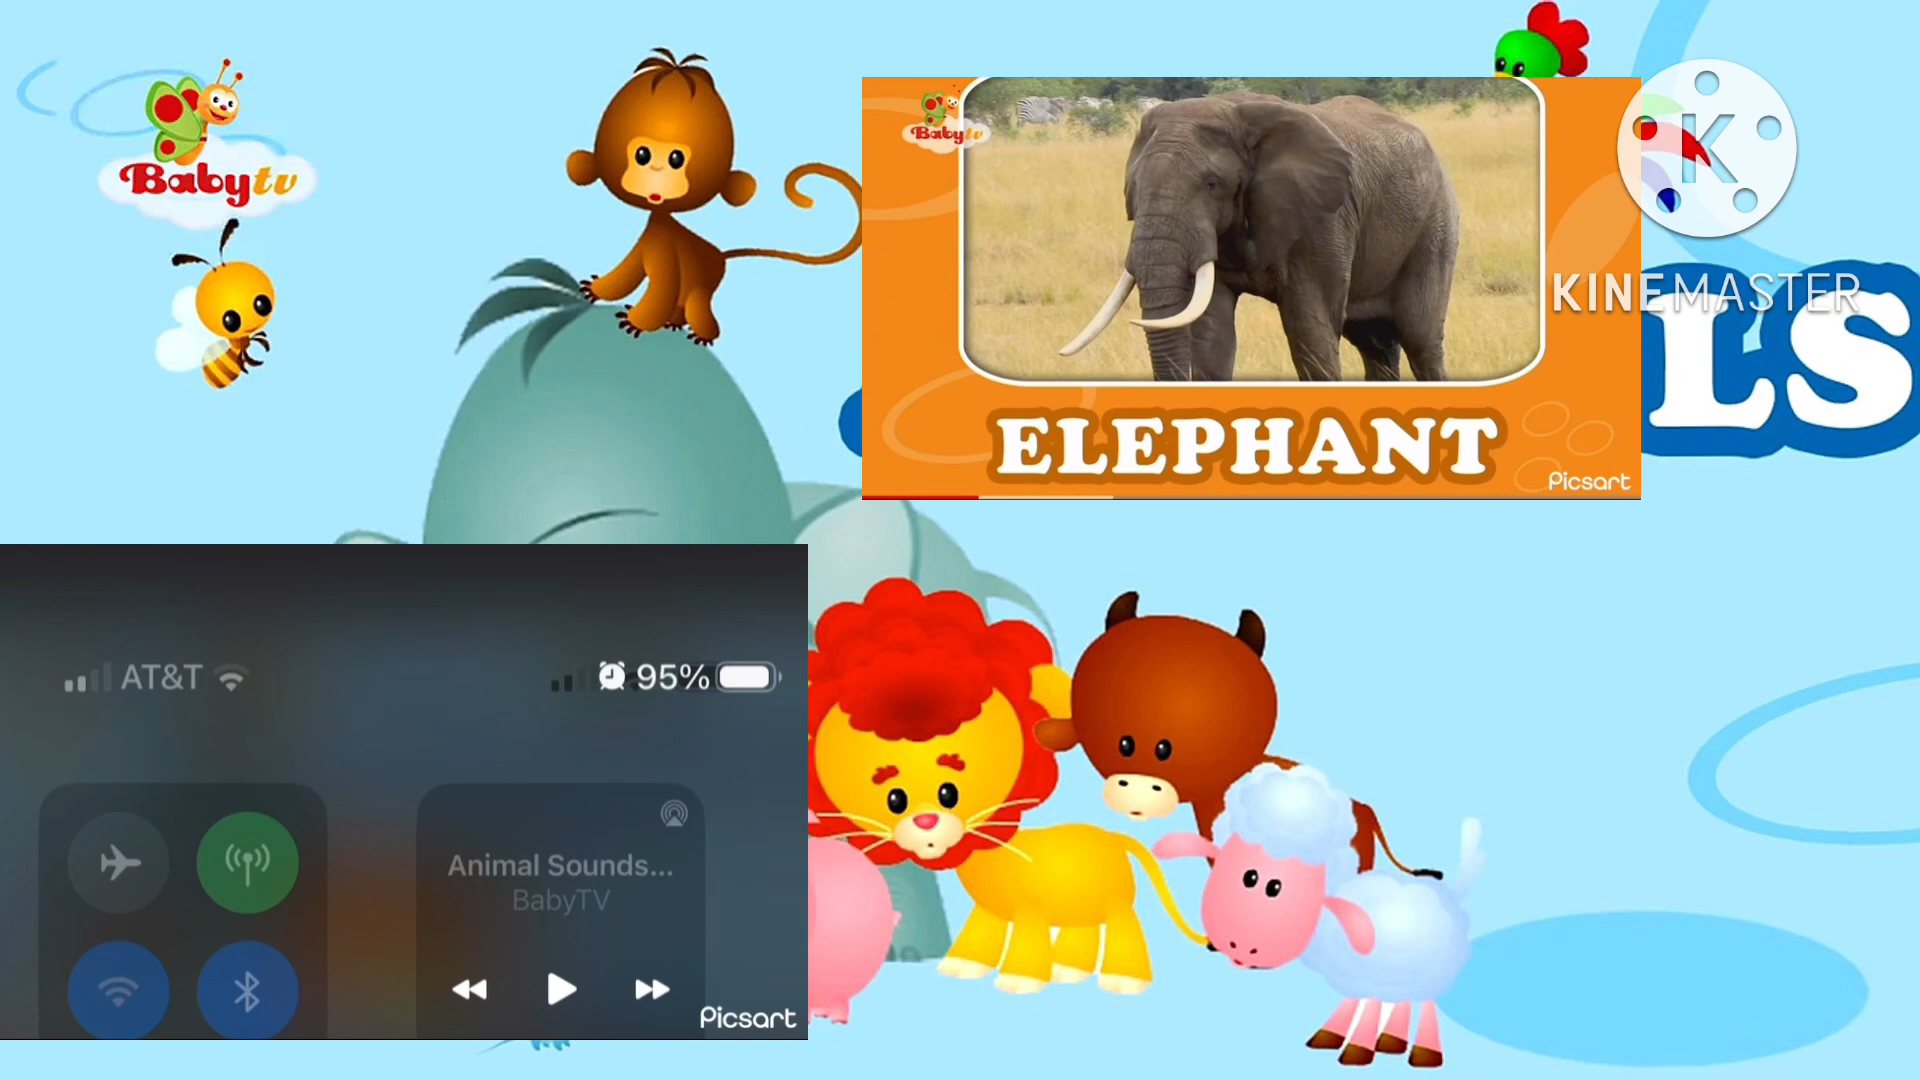 Babytv
Babytv
KINEMASTER
LS
ELEPHANT
Picsart
AT&T
95%
Animal Sounds...
BabyTV
Picsart